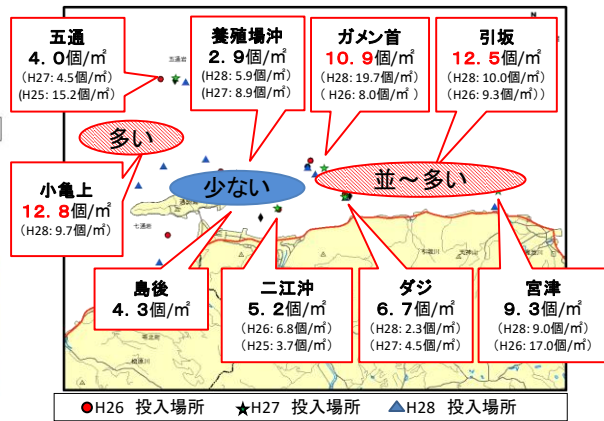 五通
4.0個/㎡
(H27: 4.5個/㎡)
(H25: 15.2個/㎡)
養殖場沖
2.9個/㎡
(H28: 5.9個/㎡)
(H27: 8.9個/㎡)
ガメン首
10.9個/㎡
(H28: 19.7個/㎡)
(H26: 8.0個/㎡)
引坂
12.5個/㎡
(H28: 10.0個/㎡)
(H26: 9.3個/㎡))
N
五通岩
多い
少ない
並～多い
小亀上
12.8個/㎡
(H28: 9.7個/㎡)
七通岩
島後
4.3個/㎡
二江沖
5.2個/㎡
(H26: 6.8個/㎡)
(H25: 3.7個/㎡)
ダジ
6.7個/㎡
(H28: 2.3個/㎡)
(H27: 4.5個/㎡)
宮津
9.3個/㎡
(H28: 9.0個/㎡)
(H26: 17.0個/㎡)
●H26 投入場所 ★H27 投入場所 ▲H28 投入場所